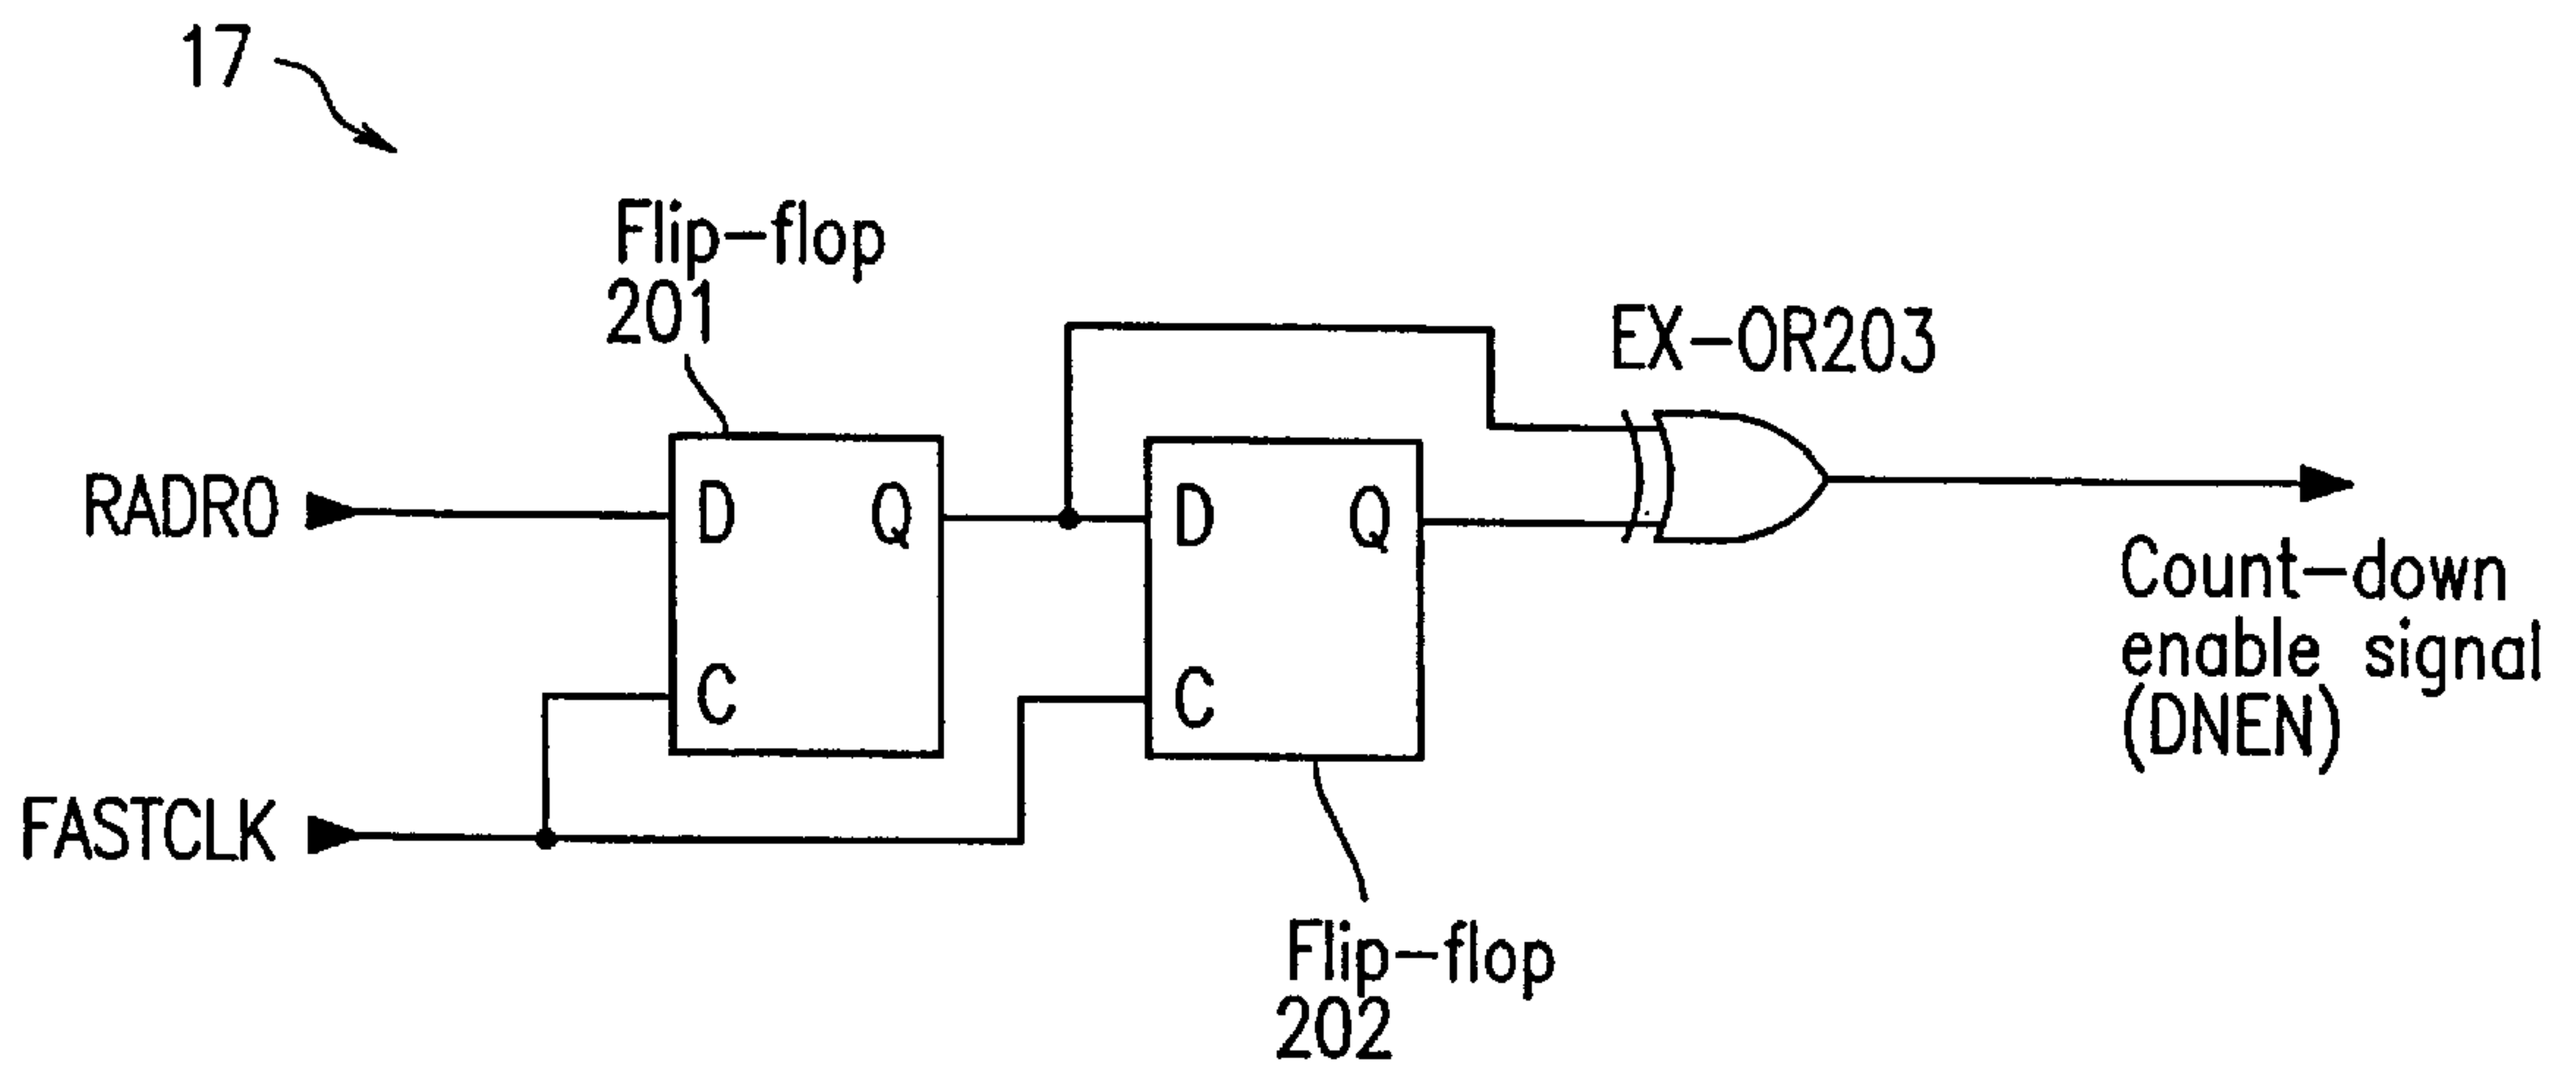 17
Flip-flop
201
EX-OR203
RADR0
D
Q
D
Q
C
C
FASTCLK
Count-down
enable signal
(DNEN)
Flip-flop
202